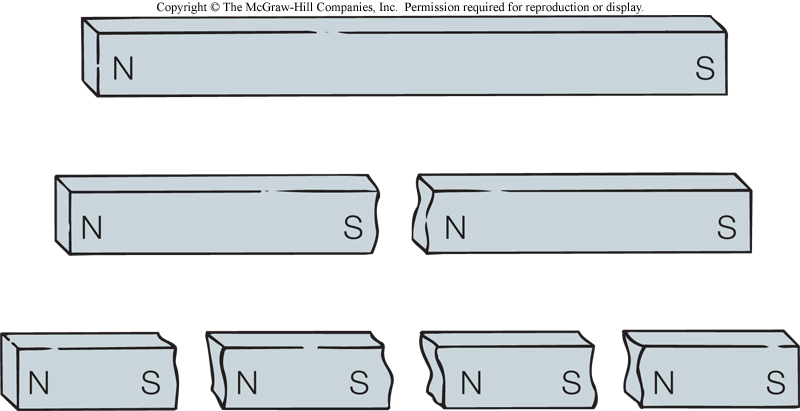 Copyright © The McGraw-Hill Companies, Inc. Permission required for reproduction or display.
N S
N S N S
N S N S N S N S